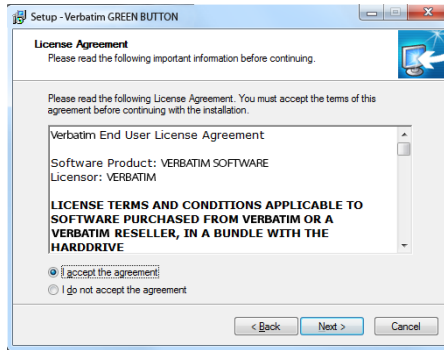 Setup - Verbatim GREEN BUTTON
License Agreement
Please read the following important information before continuing.
Please read the following License Agreement. You must accept the terms of this
agreement before continuing with the installation.
Verbatim End User License Agreement
Software Product: VERBATIM SOFTWARE
Licensor: VERBATIM
LICENSE TERMS AND CONDITIONS APPLICABLE TO
SOFTWARE PURCHASED FROM VERBATIM OR A
VERBATIM RESELLER, IN A BUNDLE WITH THE
HARDDRIVE
I accept the agreement
I do not accept the agreement
< Back Next > Cancel